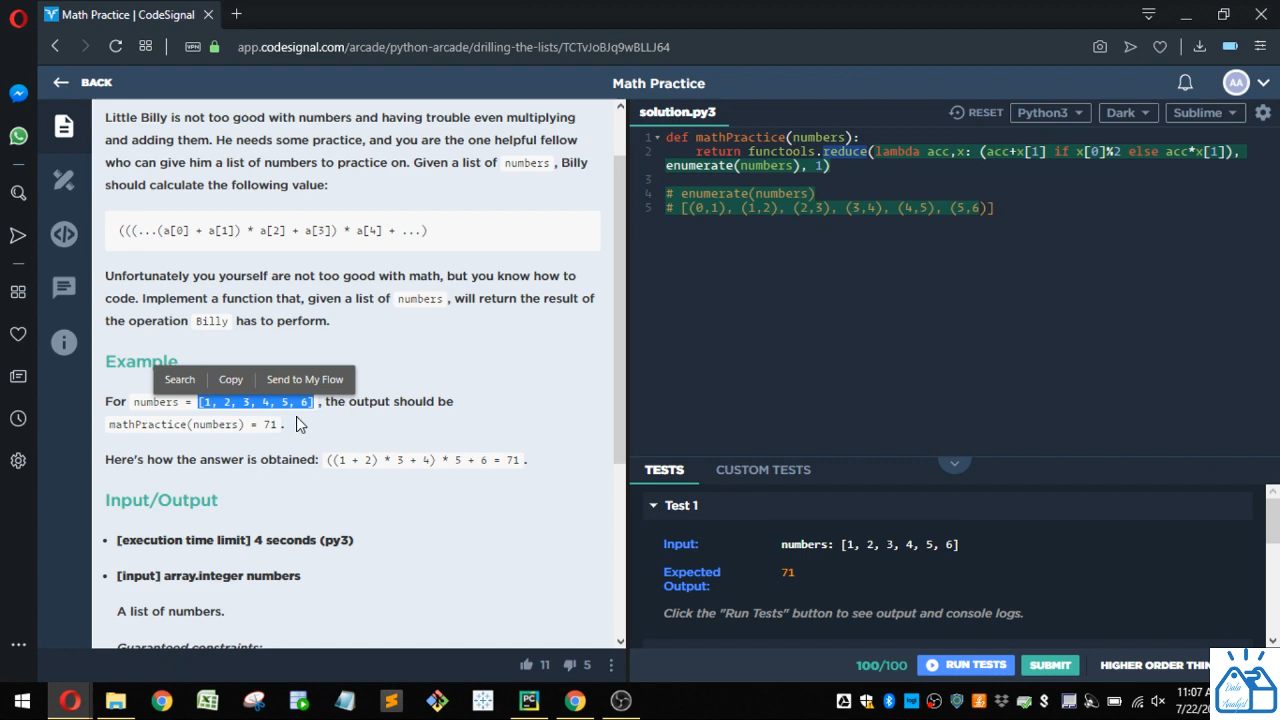 Math Practice | CodeSignal
VPN
app.codesignal.com/arcade/python-arcade/drilling-the-lists/TCTvJoBJq9wBLLJ64
BACK
Math Practice
AA
Little Billy is not too good with numbers and having trouble even multiplying
and adding them. He needs some practice, and you are the one helpful fellow
who can give him a list of numbers to practice on. Given a list of numbers , Billy
should calculate the following value:
(((...(a[0] + a[1]) * a[2] + a[3]) * a[4] + ...)
Unfortunately you yourself are not too good with math, but you know how to
code. Implement a function that, given a list of numbers , will return the result of
the operation Billy has to perform.
Example
Search Copy Send to My Flow
For numbers = [1, 2, 3, 4, 5, 6] , the output should be
mathPractice(numbers) = 71 .
Here's how the answer is obtained: ((1 + 2) * 3 + 4) * 5 + 6 = 71 .
Input/Output
• [execution time limit] 4 seconds (py3)
• [input] array.integer numbers
A list of numbers.
Guaranteed constraints:
11 5
solution.py3
RESET Python3 Dark Sublime
1 def mathPractice(numbers):
2 return functools.reduce(lambda acc,x: (acc+x[1] if x[0]%2 else acc*x[1]),
enumerate(numbers), 1)
3
4 # enumerate(numbers)
5 # [(0,1), (1,2), (2,3), (3,4), (4,5), (5,6)]
TESTS CUSTOM TESTS
Test 1
Input: numbers: [1, 2, 3, 4, 5, 6]
Expected 71
Output:
Click the "Run Tests" button to see output and console logs.
100/100 RUN TESTS SUBMIT HIGHER ORDER THIN
PC
11:07 A
7/22/20
Data
Analyst